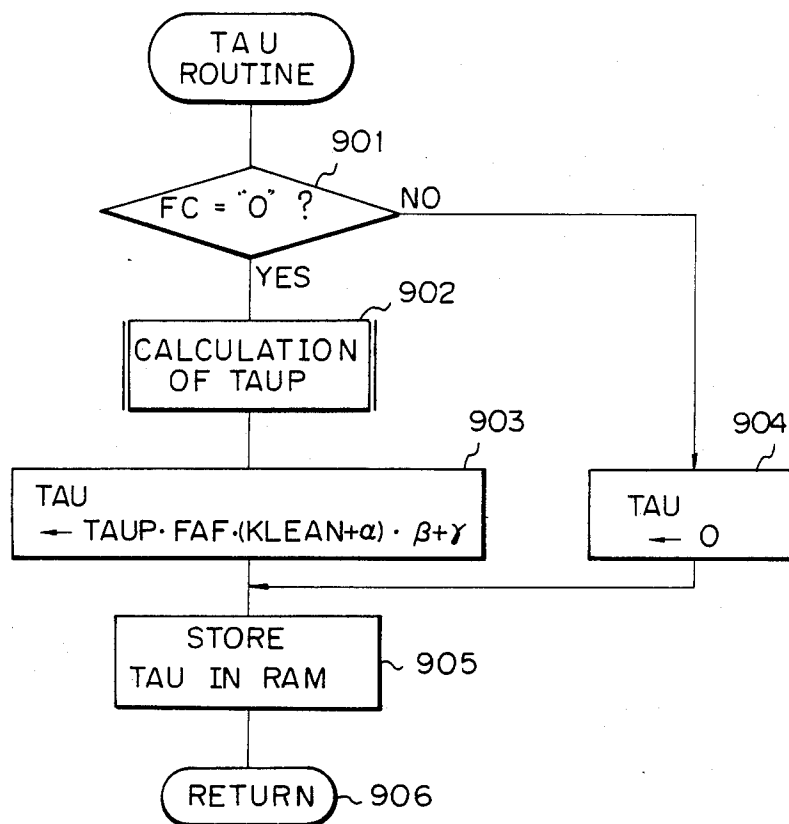 TAU
ROUTINE
901
FC = "0" ?
NO
YES
902
CALCULATION
OF TAUP
903
904
TAU
← TAUP·FAF·(KLEAN+α)·β+γ
TAU
← 0
STORE
TAU IN RAM
905
RETURN
906